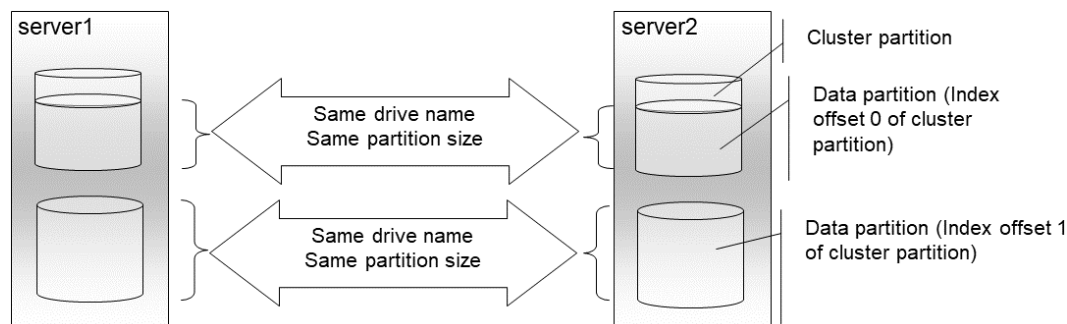 server1
server2
Cluster partition
Same drive name
Same partition size
Data partition (Index
offset 0 of cluster
partition)
Same drive name
Same partition size
Data partition (Index offset 1
of cluster partition)